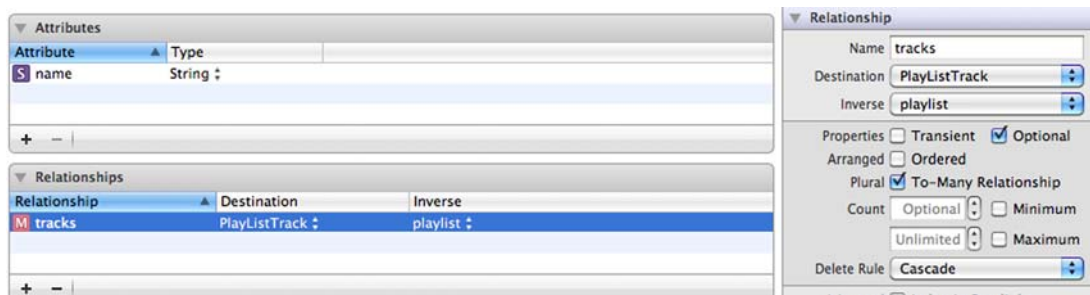 Attributes
Attribute Type
S name String
+ −
Relationships
Relationship Destination Inverse
M tracks PlayListTrack playlist
+ −
Relationship
Name tracks
Destination PlayListTrack
Inverse playlist
Properties Transient Optional
Arranged Ordered
Plural To-Many Relationship
Count Optional Minimum
Unlimited Maximum
Delete Rule Cascade